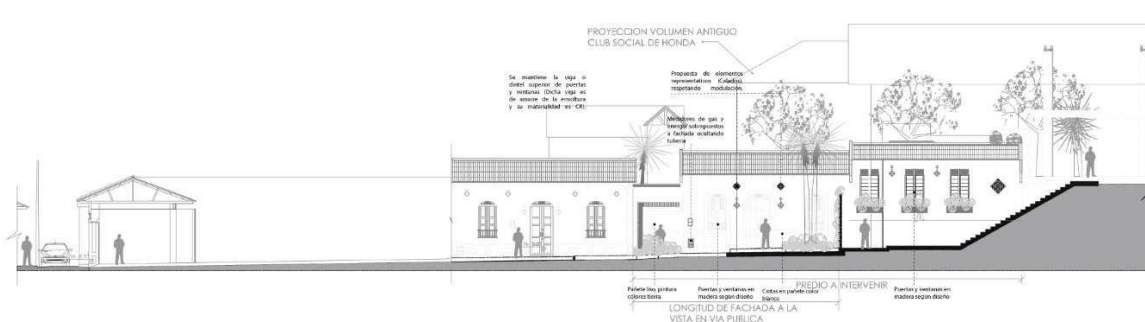 PROYECCION VOLUMEN ANTIGUO
CLUB SOCIAL DE HONDA
Se mantiene la viga o
dintel superior de puertas
y ventanas (Dicha viga es
de amarre de la envoltura
y su materialidad es CR).
Propuesta de elementos
representativos (Calados),
respetando modulación.
Medidores de gas y
energía sobrepuestos
a fachada ocultando
tubería
Pañete liso, pintura
colores tierra
Puertas y ventanas en
madera según diseño
Cintas en pañete color
blanco
PREDIO A INTERVENIR
Puertas y ventanas en
madera según diseño
LONGITUD DE FACHADA A LA
VISTA EN VIA PUBLICA